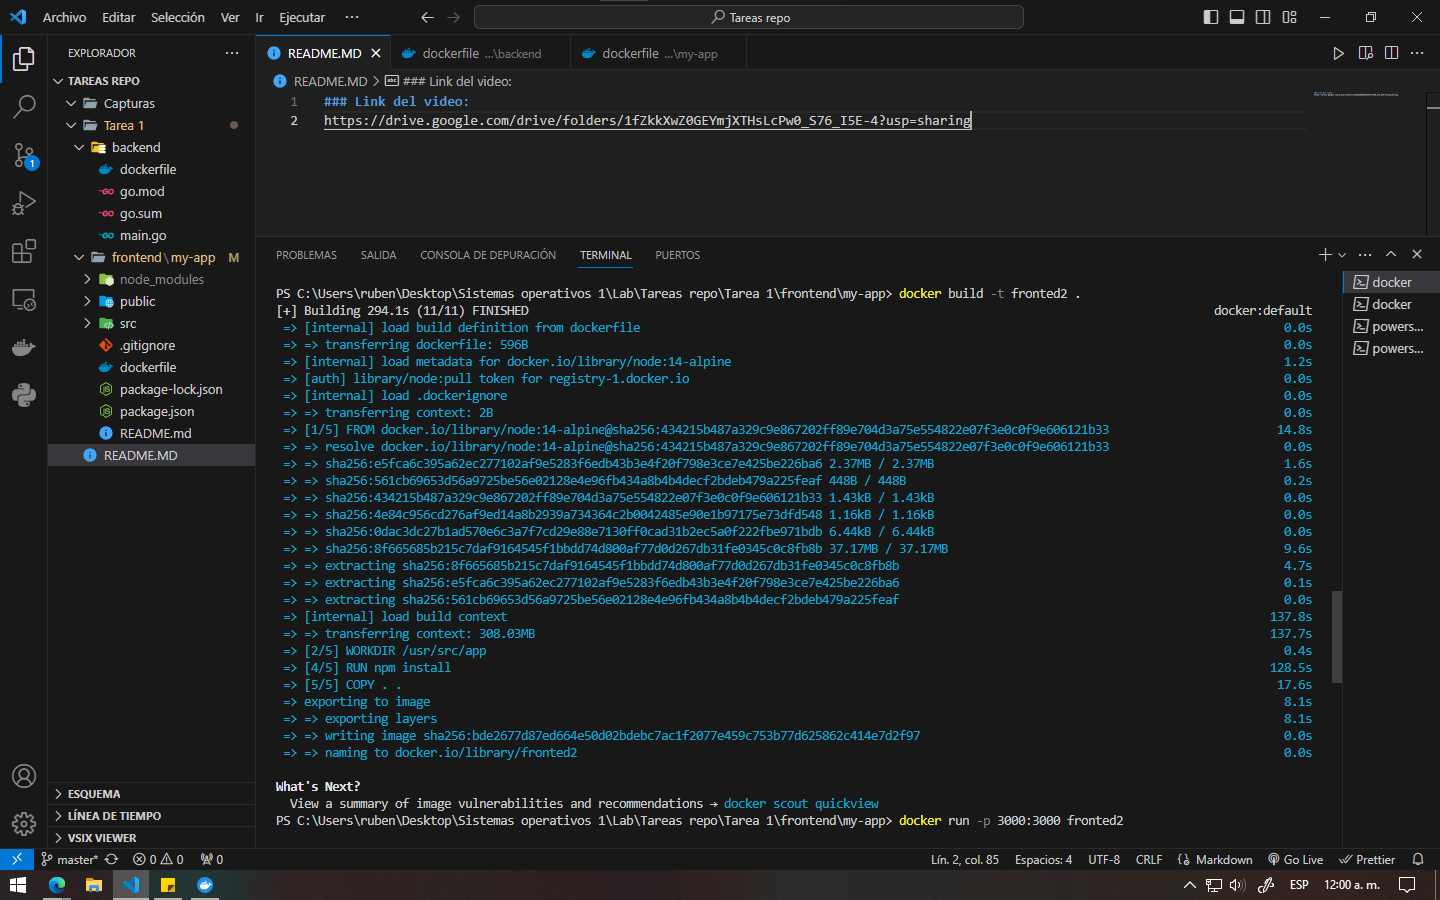 Archivo Editar Selección Ver Ir Ejecutar ··· Tareas repo
EXPLORADOR ···
TAREAS REPO
Capturas
Tarea 1
backend
dockerfile
go.mod
go.sum
main.go
frontend\my-app M
node_modules
public
src
.gitignore
dockerfile
package-lock.json
package.json
README.md
README.MD
ESQUEMA
LÍNEA DE TIEMPO
VSIX VIEWER
1
README.MD dockerfile ...\backend dockerfile ...\my-app
README.MD > abc ### Link del video:
1 ### Link del video:
2 https://drive.google.com/drive/folders/1fZkkXwZ0GEYmjXTHsLcPw0_S76_I5E-4?usp=sharing
PROBLEMAS SALIDA CONSOLA DE DEPURACIÓN TERMINAL PUERTOS
PS C:\Users\ruben\Desktop\Sistemas operativos 1\Lab\Tareas repo\Tarea 1\frontend\my-app> docker build -t fronted2 .
[+] Building 294.1s (11/11) FINISHED docker:default
=> [internal] load build definition from dockerfile 0.0s
=> => transferring dockerfile: 596B 0.0s
=> [internal] load metadata for docker.io/library/node:14-alpine 1.2s
=> [auth] library/node:pull token for registry-1.docker.io 0.0s
=> [internal] load .dockerignore 0.0s
=> => transferring context: 2B 0.0s
=> [1/5] FROM docker.io/library/node:14-alpine@sha256:434215b487a329c9e867202ff89e704d3a75e554822e07f3e0c0f9e606121b33 14.8s
=> => resolve docker.io/library/node:14-alpine@sha256:434215b487a329c9e867202ff89e704d3a75e554822e07f3e0c0f9e606121b33 0.0s
=> => sha256:e5fca6c395a62ec277102af9e5283f6edb43b3e4f20f798e3ce7e425be226ba6 2.37MB / 2.37MB 1.6s
=> => sha256:561cb69653d56a9725be56e02128e4e96fb434a8b4b4decf2bdeb479a225feaf 448B / 448B 0.2s
=> => sha256:434215b487a329c9e867202ff89e704d3a75e554822e07f3e0c0f9e606121b33 1.43kB / 1.43kB 0.0s
=> => sha256:4e84c956cd276af9ed14a8b2939a734364c2b0042485e90e1b97175e73dfd548 1.16kB / 1.16kB 0.0s
=> => sha256:0dac3dc27b1ad570e6c3a7f7cd29e88e7130ff0cad31b2ec5a0f222fbe971bdb 6.44kB / 6.44kB 0.0s
=> => sha256:8f665685b215c7daf9164545f1bbdd74d800af77d0d267db31fe0345c0c8fb8b 37.17MB / 37.17MB 9.6s
=> => extracting sha256:8f665685b215c7daf9164545f1bbdd74d800af77d0d267db31fe0345c0c8fb8b 4.7s
=> => extracting sha256:e5fca6c395a62ec277102af9e5283f6edb43b3e4f20f798e3ce7e425be226ba6 0.1s
=> => extracting sha256:561cb69653d56a9725be56e02128e4e96fb434a8b4b4decf2bdeb479a225feaf 0.0s
=> [internal] load build context 137.8s
=> => transferring context: 308.03MB 137.7s
=> [2/5] WORKDIR /usr/src/app 0.4s
=> [4/5] RUN npm install 128.5s
=> [5/5] COPY . . 17.6s
=> exporting to image 8.1s
=> => exporting layers 8.1s
=> => writing image sha256:bde2677d87ed664e50d02bdebc7ac1f2077e459c753b77d625862c414e7d2f97 0.0s
=> => naming to docker.io/library/fronted2 0.0s
What's Next?
View a summary of image vulnerabilities and recommendations → docker scout quickview
PS C:\Users\ruben\Desktop\Sistemas operativos 1\Lab\Tareas repo\Tarea 1\frontend\my-app> docker run -p 3000:3000 fronted2
docker
docker
powers...
powers...
master* 0 0 0 Lín. 2, col. 85 Espacios: 4 UTF-8 CRLF Markdown Go Live Prettier
ESP 12:00 a. m.